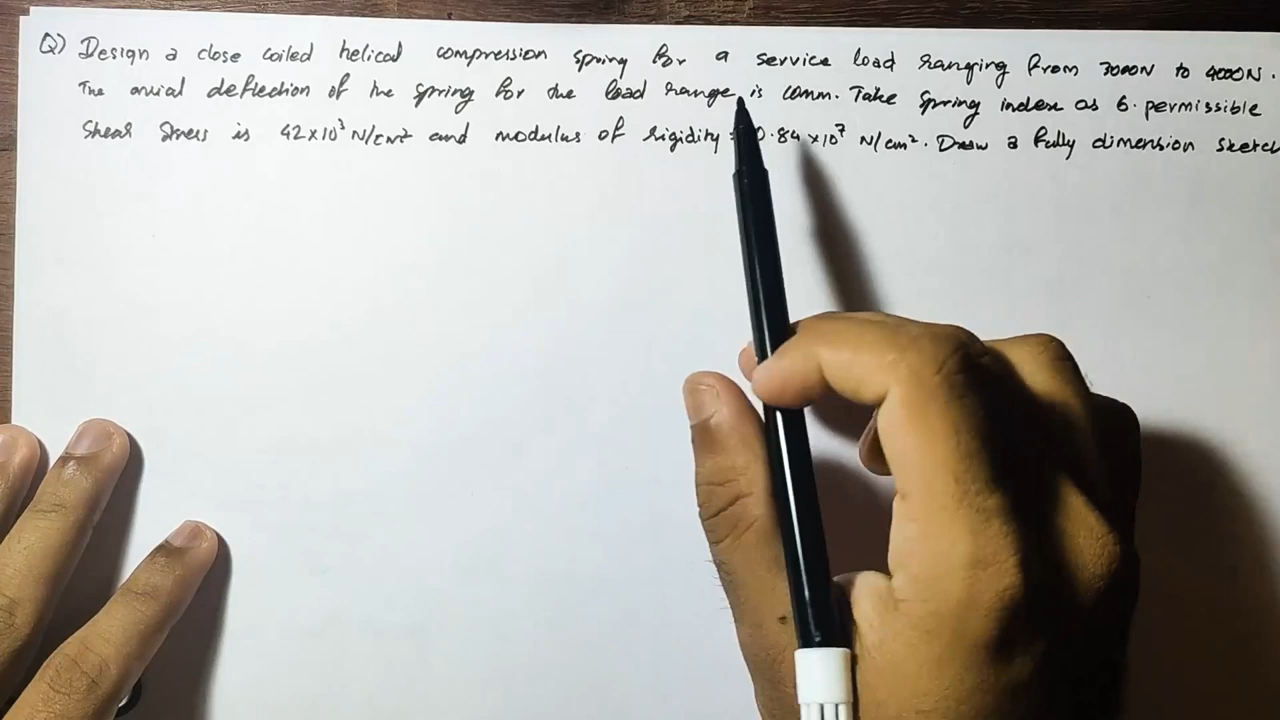 Q) Design a close coiled helical compression spring for a service load ranging from 3000N to 4000N.
The axial deflection of the spring for the load range is mm. Take spring index as 6. permissible
shear stress is 42x10³ N/cm² and modulus of rigidity 0.84 x10⁷ N/cm². Draw a fully dimension sketch